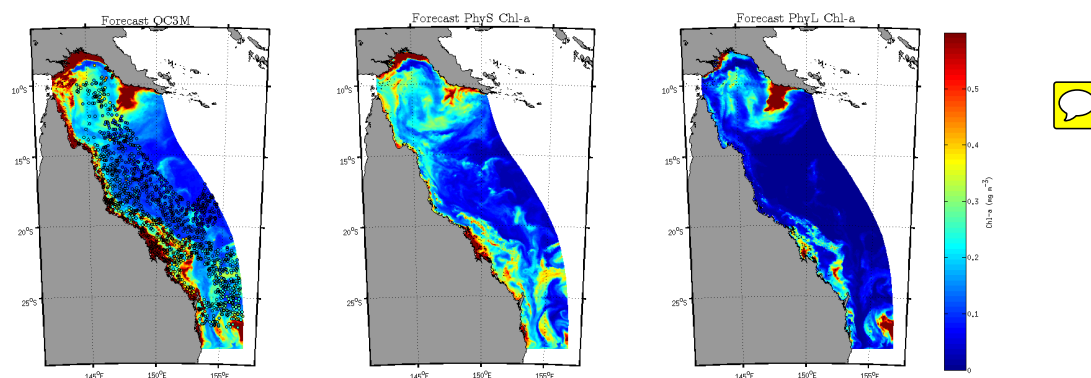 Forecast OC3M
Forecast PhyS Chl-a
Forecast PhyL Chl-a
10°S
15°S
20°S
25°S
145°E
150°E
155°E
10°S
15°S
20°S
25°S
145°E
150°E
155°E
10°S
15°S
20°S
25°S
145°E
150°E
155°E
0.5
0.4
0.3
0.2
0.1
0
Chl-a (mg m⁻³)